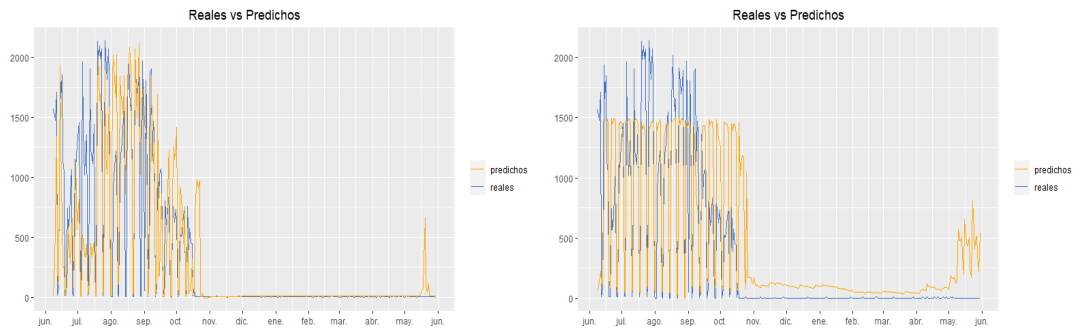 Reales vs Predichos
2000
1500
1000
500
0
jun. jul. ago. sep. oct. nov. dic. ene. feb. mar. abr. may. jun.
predichos
reales
Reales vs Predichos
2000
1500
1000
500
0
jun. jul. ago. sep. oct. nov. dic. ene. feb. mar. abr. may. jun.
predichos
reales